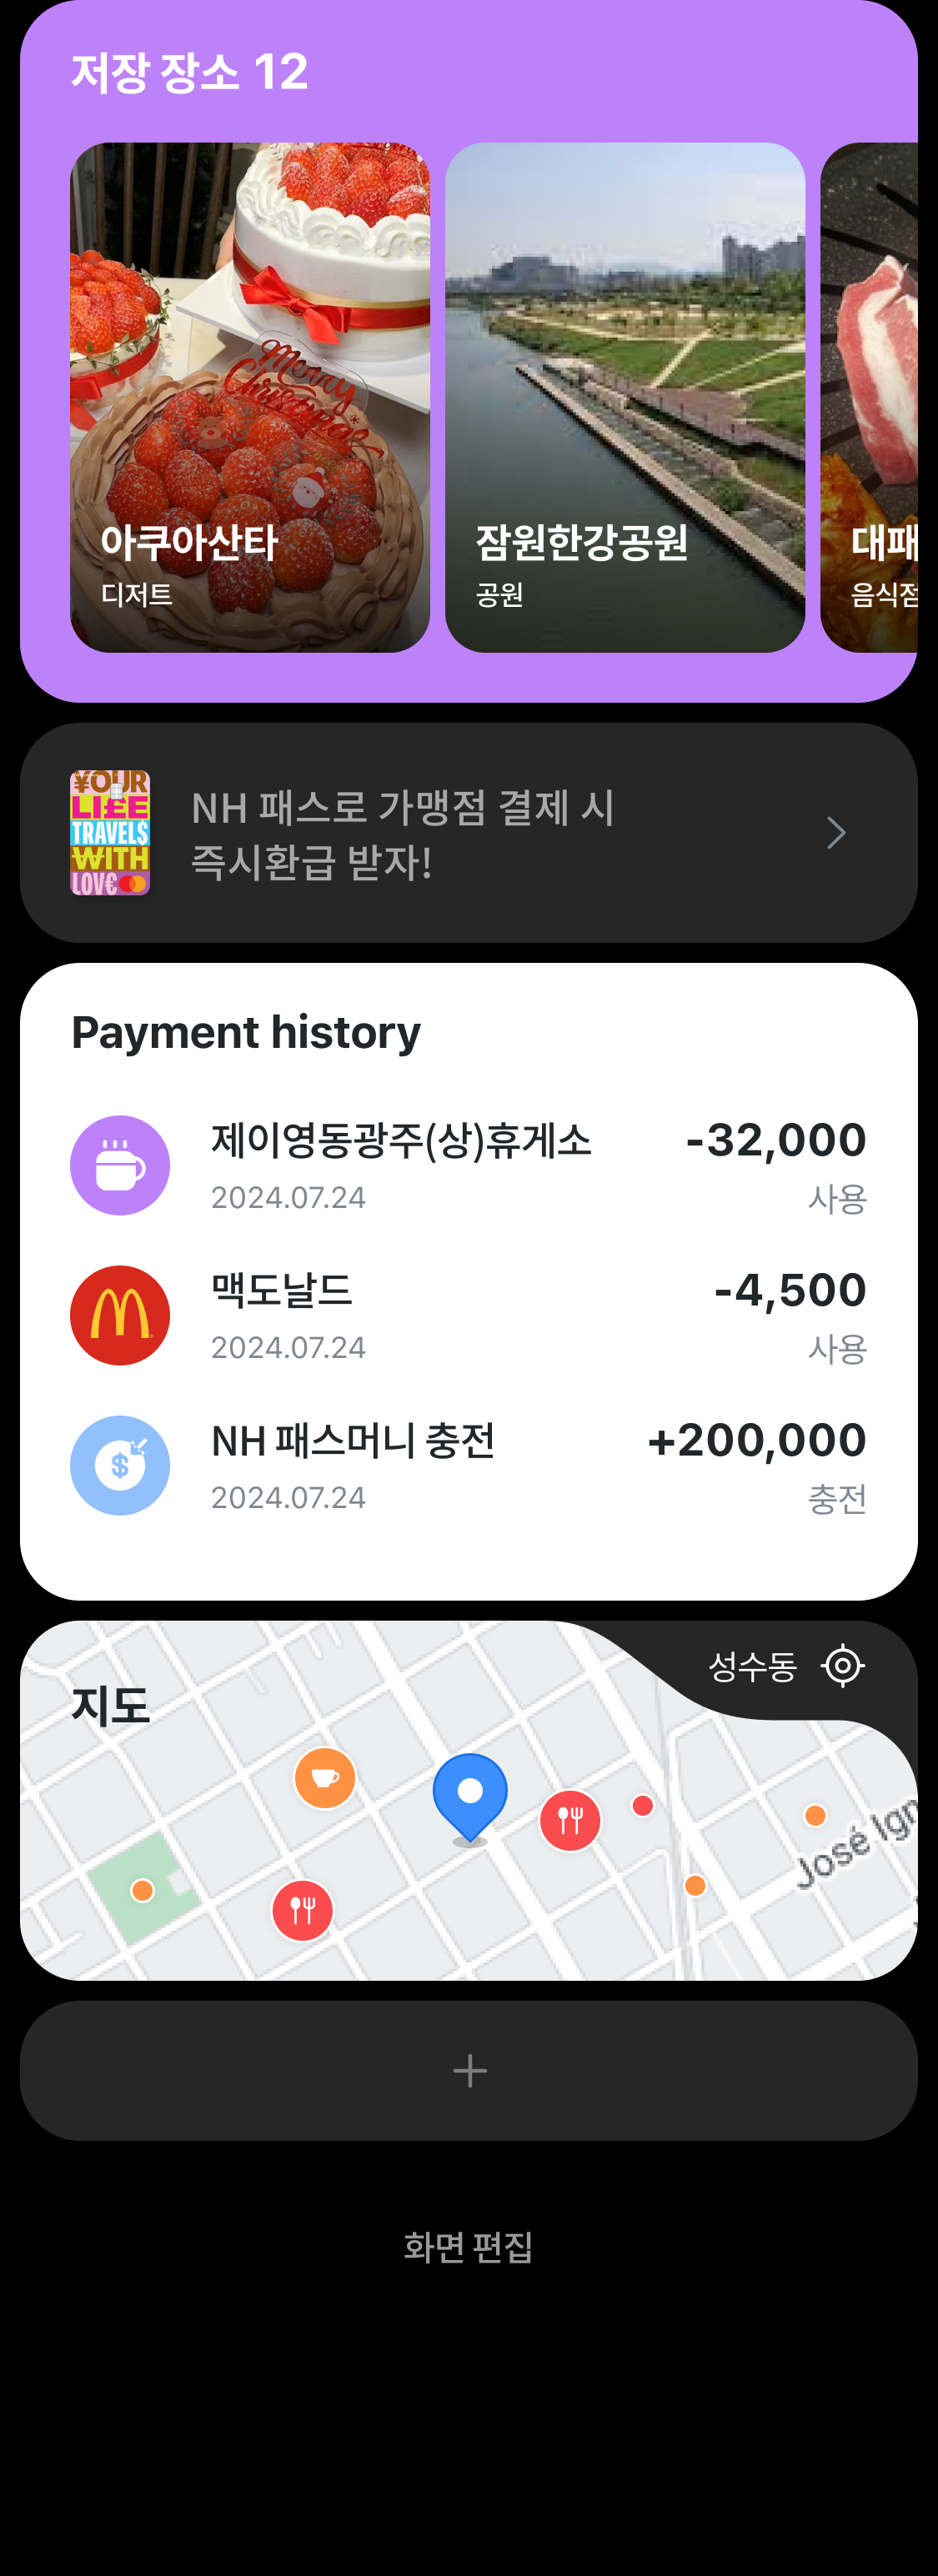 저장 장소 12
Merry
Christmas
아쿠아산타
디저트
잠원한강공원
공원
대패
음식점
¥OUR
LI£E
TRAVEL$
WITH
LOV€
NH 패스로 가맹점 결제 시
즉시환급 받자!
Payment history
제이영동광주(상)휴게소
-32,000
2024.07.24
사용
맥도날드
-4,500
2024.07.24
사용
$
NH 패스머니 충전
+200,000
2024.07.24
충전
성수동
지도
José Ign
화면 편집